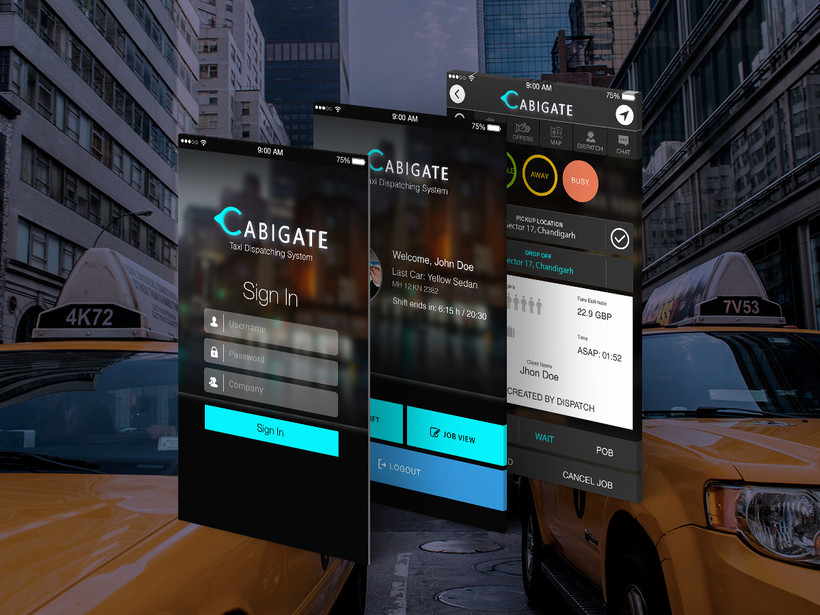 4K72
7V53
9:00 AM
75%
CABIGATE
Taxi Dispatching System
Sign In
Username
Password
Company
Sign In
9:00 AM
75%
CABIGATE
Dispatching System
Welcome, John Doe
Last Car: Yellow Sedan
MH 12 KN 2382
Shift ends in: 6:15 h / 20:30
JOB VIEW
LOGOUT
9:00 AM
75%
CABIGATE
OFFERS
MAP
DISPATCH
CHAT
AWAY
BUSY
PICKUP LOCATION
17, Chandigarh
DROP OFF
17, Chandigarh
Fare Estimate
22.9 GBP
Time
ASAP: 01:52
Client Name
Jhon Doe
CREATED BY DISPATCH
WAIT
POB
CANCEL JOB